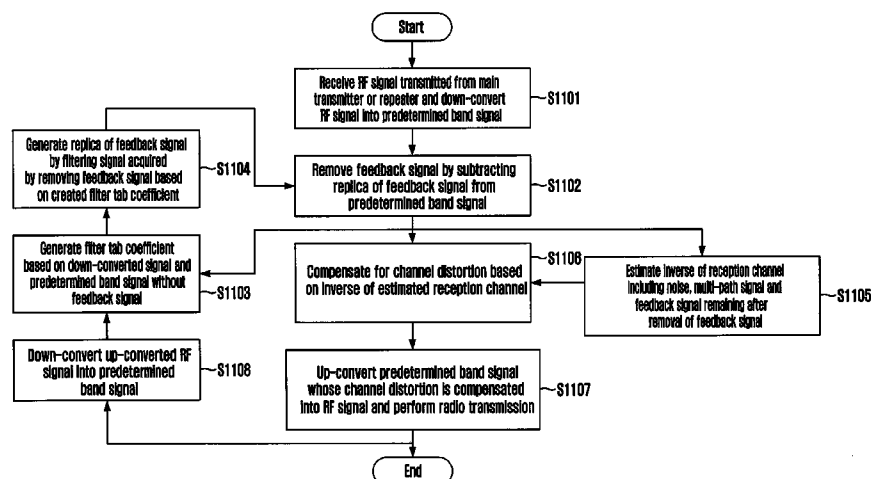 Start
Receive RF signal transmitted from main
transmitter or repeater and down-convert
RF signal into predetermined band signal
S1101
Generate replica of feedback signal
by filtering signal acquired
by removing feedback signal based
on created filter tab coefficient
S1104
Remove feedback signal by subtracting
replica of feedback signal from
predetermined band signal
S1102
Generate filter tab coefficient
based on down-converted signal and
predetermined band signal without
feedback signal
S1103
Compensate for channel distortion based
on inverse of estimated reception channel
S1106
Estimate inverse of reception channel
including noise, multi-path signal and
feedback signal remaining after
removal of feedback signal
S1105
Down-convert up-converted RF
signal into predetermined
band signal
S1108
Up-convert predetermined band signal
whose channel distortion is compensated
into RF signal and perform radio transmission
S1107
End